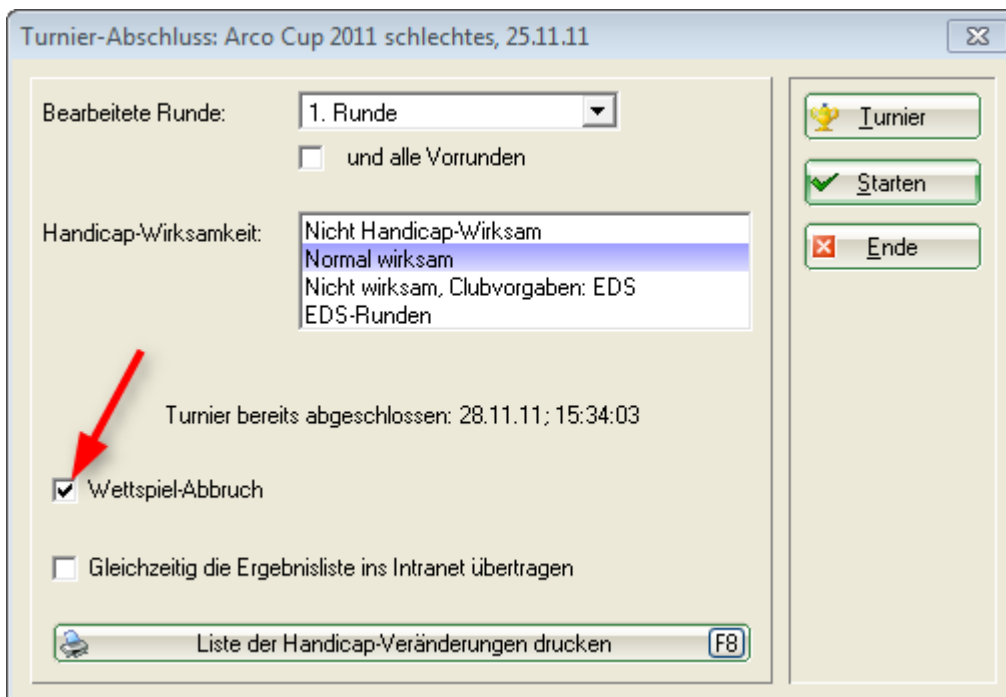 Turnier-Abschluss: Arco Cup 2011 schlechtes, 25.11.11
Bearbeitete Runde:
1. Runde
und alle Vorrunden
Handicap-Wirksamkeit:
Nicht Handicap-Wirksam
Normal wirksam
Nicht wirksam, Clubvorgaben: EDS
EDS-Runden
Turnier bereits abgeschlossen: 28.11.11; 15:34:03
Wettspiel-Abbruch
Gleichzeitig die Ergebnisliste ins Intranet übertragen
Liste der Handicap-Veränderungen drucken F8
Turnier
Starten
Ende